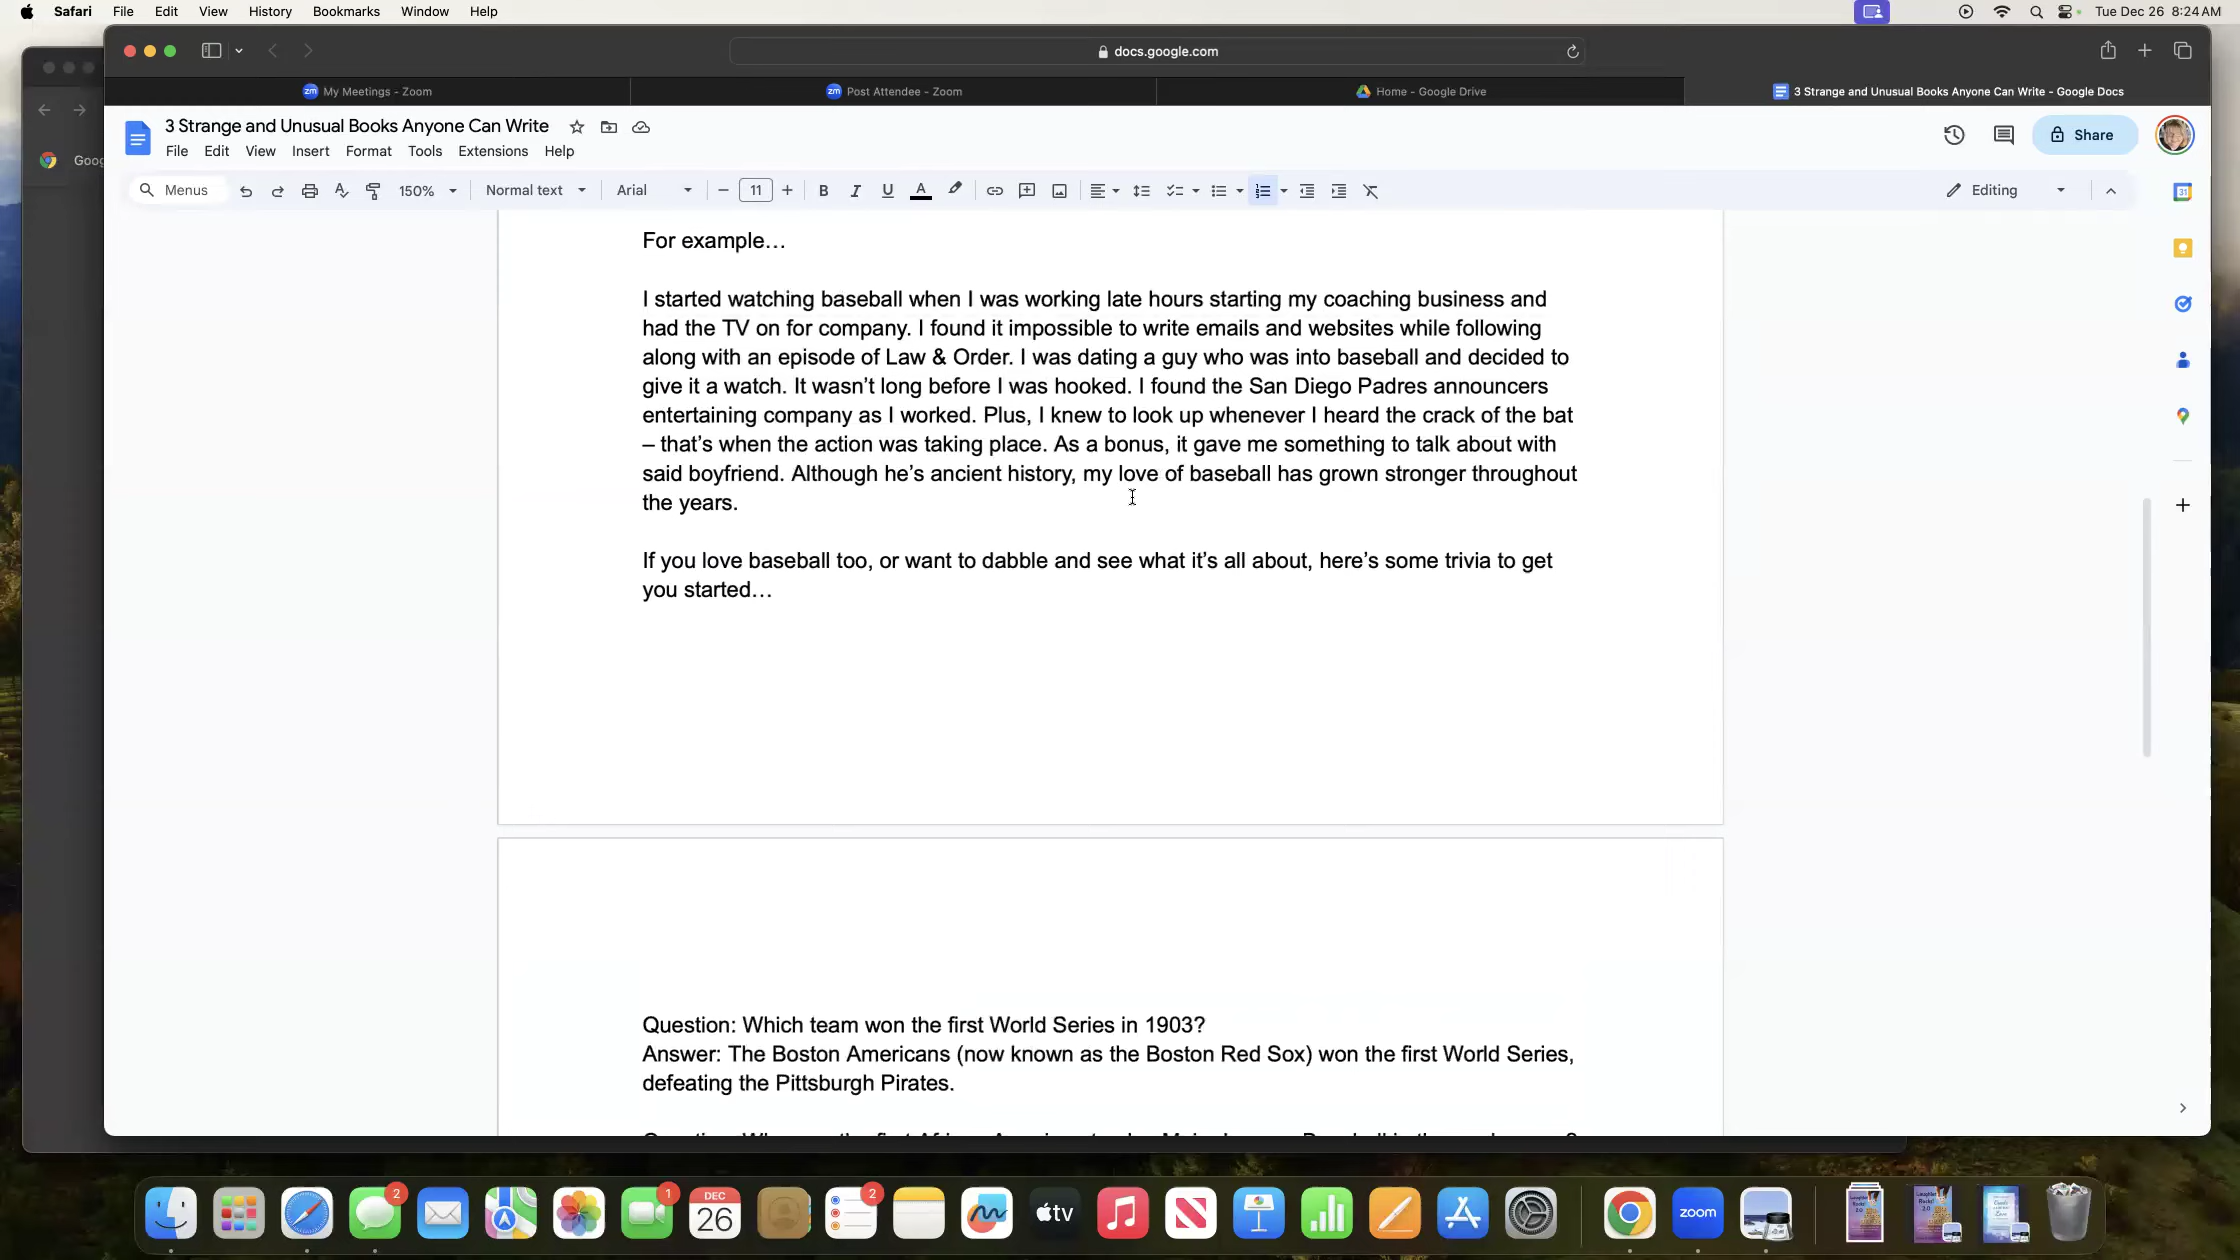 Safari File Edit View History Bookmarks Window Help Tue Dec 26 8:24 AM
docs.google.com
My Meetings - Zoom Post Attendee - Zoom Home - Google Drive 3 Strange and Unusual Books Anyone Can Write - Google Docs
3 Strange and Unusual Books Anyone Can Write
Goog File Edit View Insert Format Tools Extensions Help Share
Menus 150% Normal text Arial 11 Editing
For example…
I started watching baseball when I was working late hours starting my coaching business and
had the TV on for company. I found it impossible to write emails and websites while following
along with an episode of Law & Order. I was dating a guy who was into baseball and decided to
give it a watch. It wasn’t long before I was hooked. I found the San Diego Padres announcers
entertaining company as I worked. Plus, I knew to look up whenever I heard the crack of the bat
– that’s when the action was taking place. As a bonus, it gave me something to talk about with
said boyfriend. Although he’s ancient history, my love of baseball has grown stronger throughout
the years.
If you love baseball too, or want to dabble and see what it’s all about, here’s some trivia to get
you started…
Question: Which team won the first World Series in 1903?
Answer: The Boston Americans (now known as the Boston Red Sox) won the first World Series,
defeating the Pittsburgh Pirates.
2 1 DEC 26 2 tv zoom